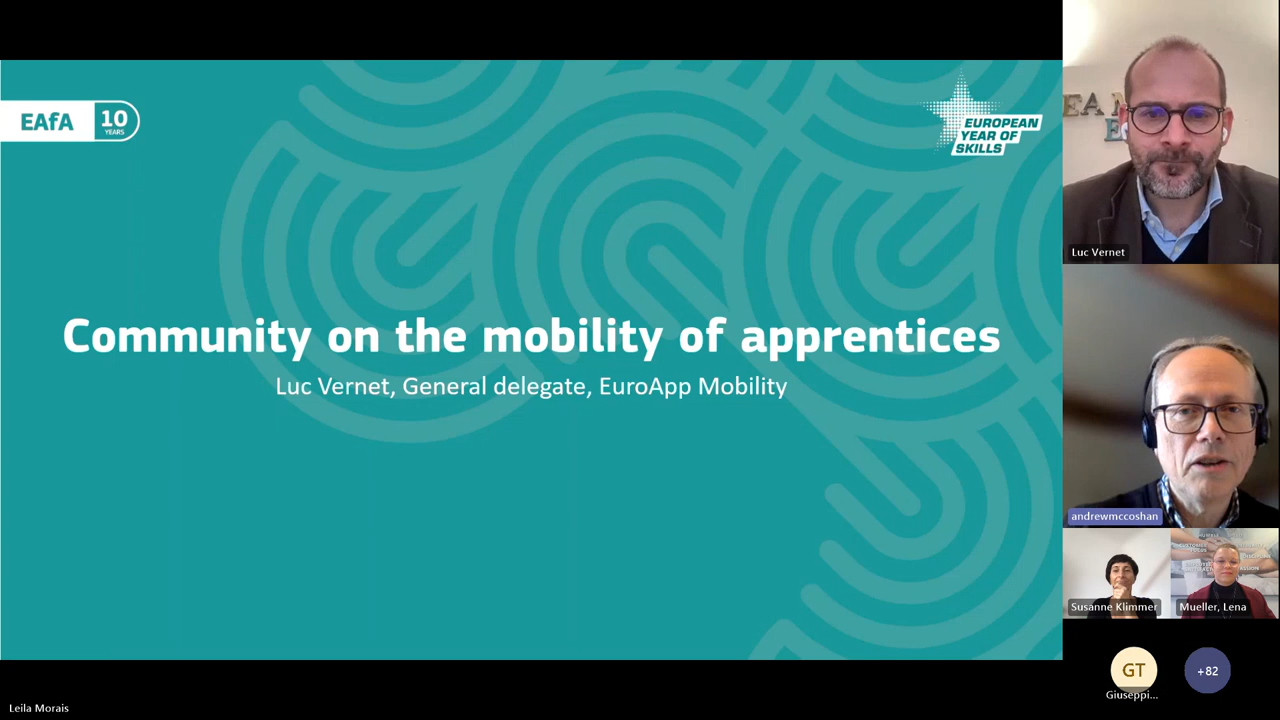 EAfA
10
YEARS
EUROPEAN
YEAR OF
SKILLS
Community on the mobility of apprentices
Luc Vernet, General delegate, EuroApp Mobility
Luc Vernet
andrewmccoshan
Susanne Klimmer
Mueller, Lena
GT
Giuseppi...
+82
Leila Morais